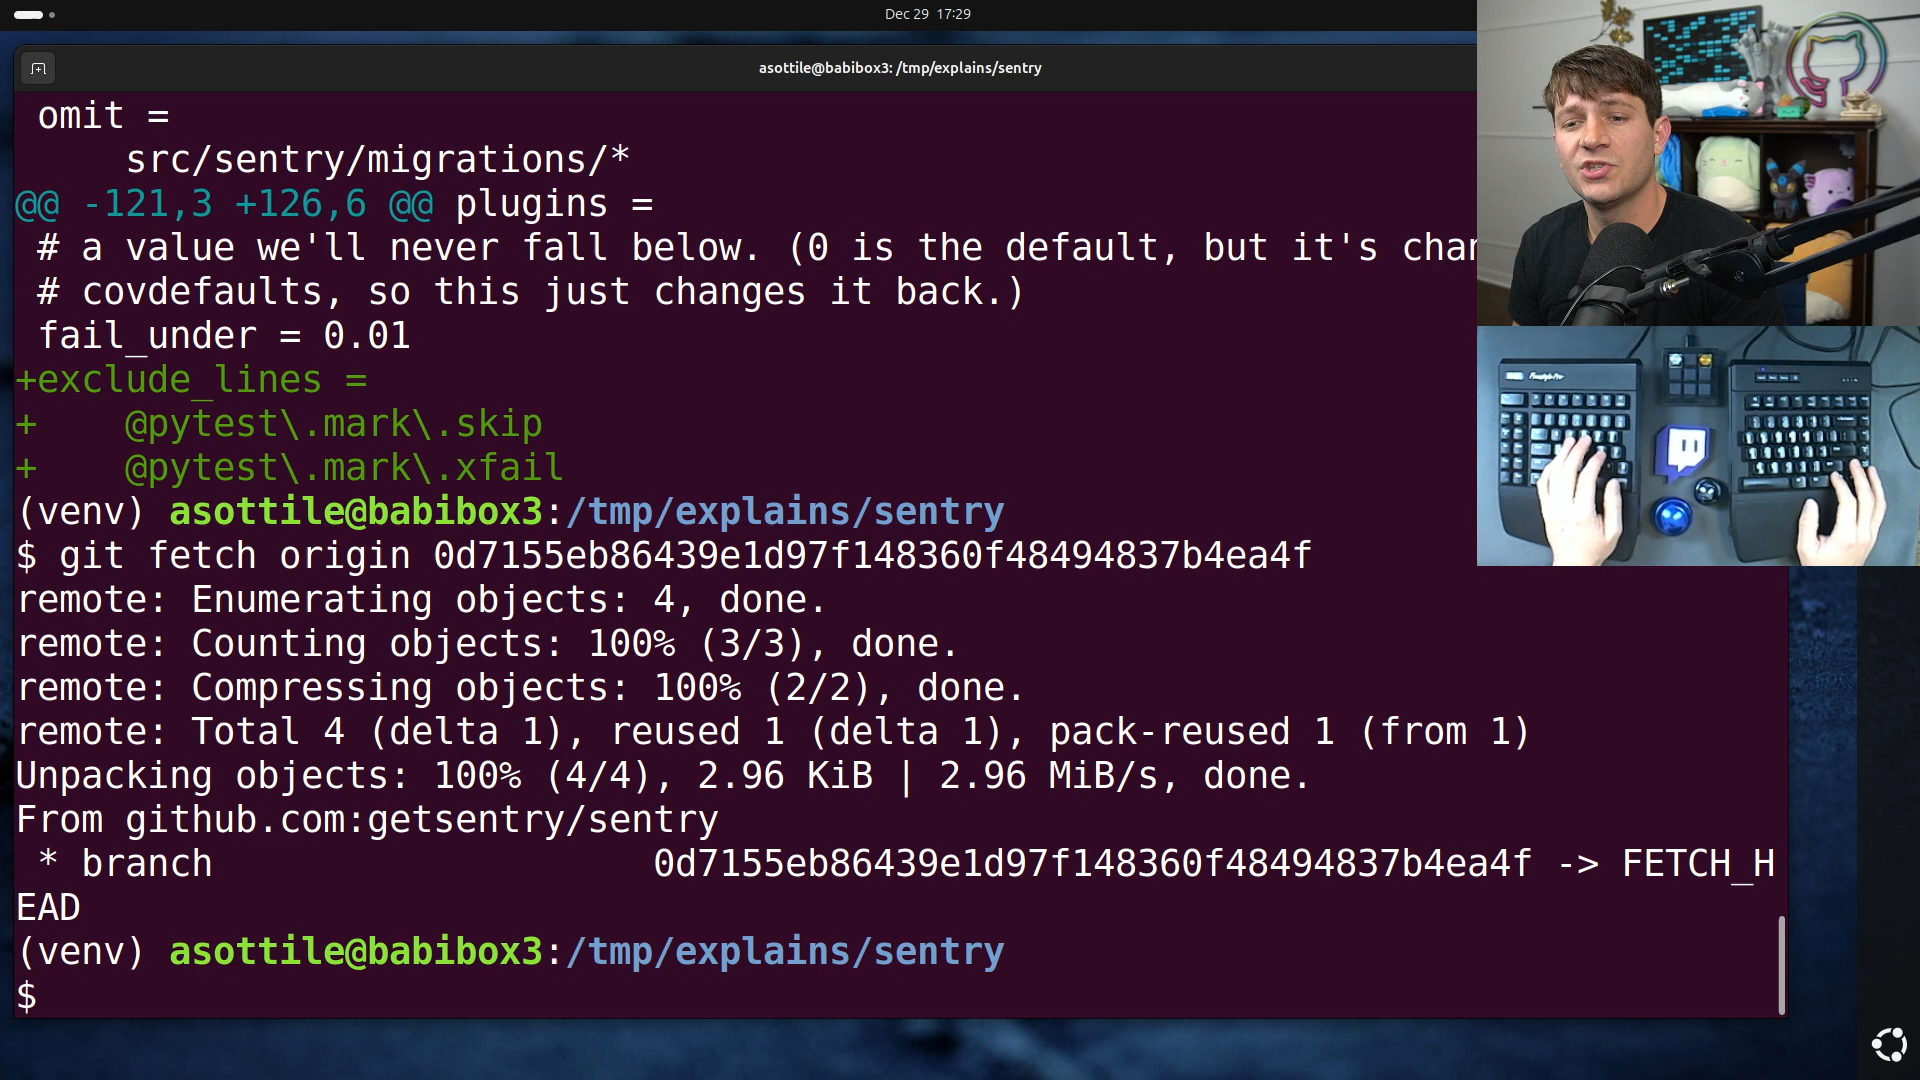 Dec 29 17:29
asottile@babibox3: /tmp/explains/sentry
omit =
src/sentry/migrations/*
@@ -121,3 +126,6 @@ plugins =
# a value we'll never fall below. (0 is the default, but it's chan
# covdefaults, so this just changes it back.)
fail_under = 0.01
+exclude_lines =
+    @pytest\.mark\.skip
+    @pytest\.mark\.xfail
(venv) asottile@babibox3:/tmp/explains/sentry
$ git fetch origin 0d7155eb86439e1d97f148360f48494837b4ea4f
remote: Enumerating objects: 4, done.
remote: Counting objects: 100% (3/3), done.
remote: Compressing objects: 100% (2/2), done.
remote: Total 4 (delta 1), reused 1 (delta 1), pack-reused 1 (from 1)
Unpacking objects: 100% (4/4), 2.96 KiB | 2.96 MiB/s, done.
From github.com:getsentry/sentry
* branch 0d7155eb86439e1d97f148360f48494837b4ea4f -> FETCH_H
EAD
(venv) asottile@babibox3:/tmp/explains/sentry
$